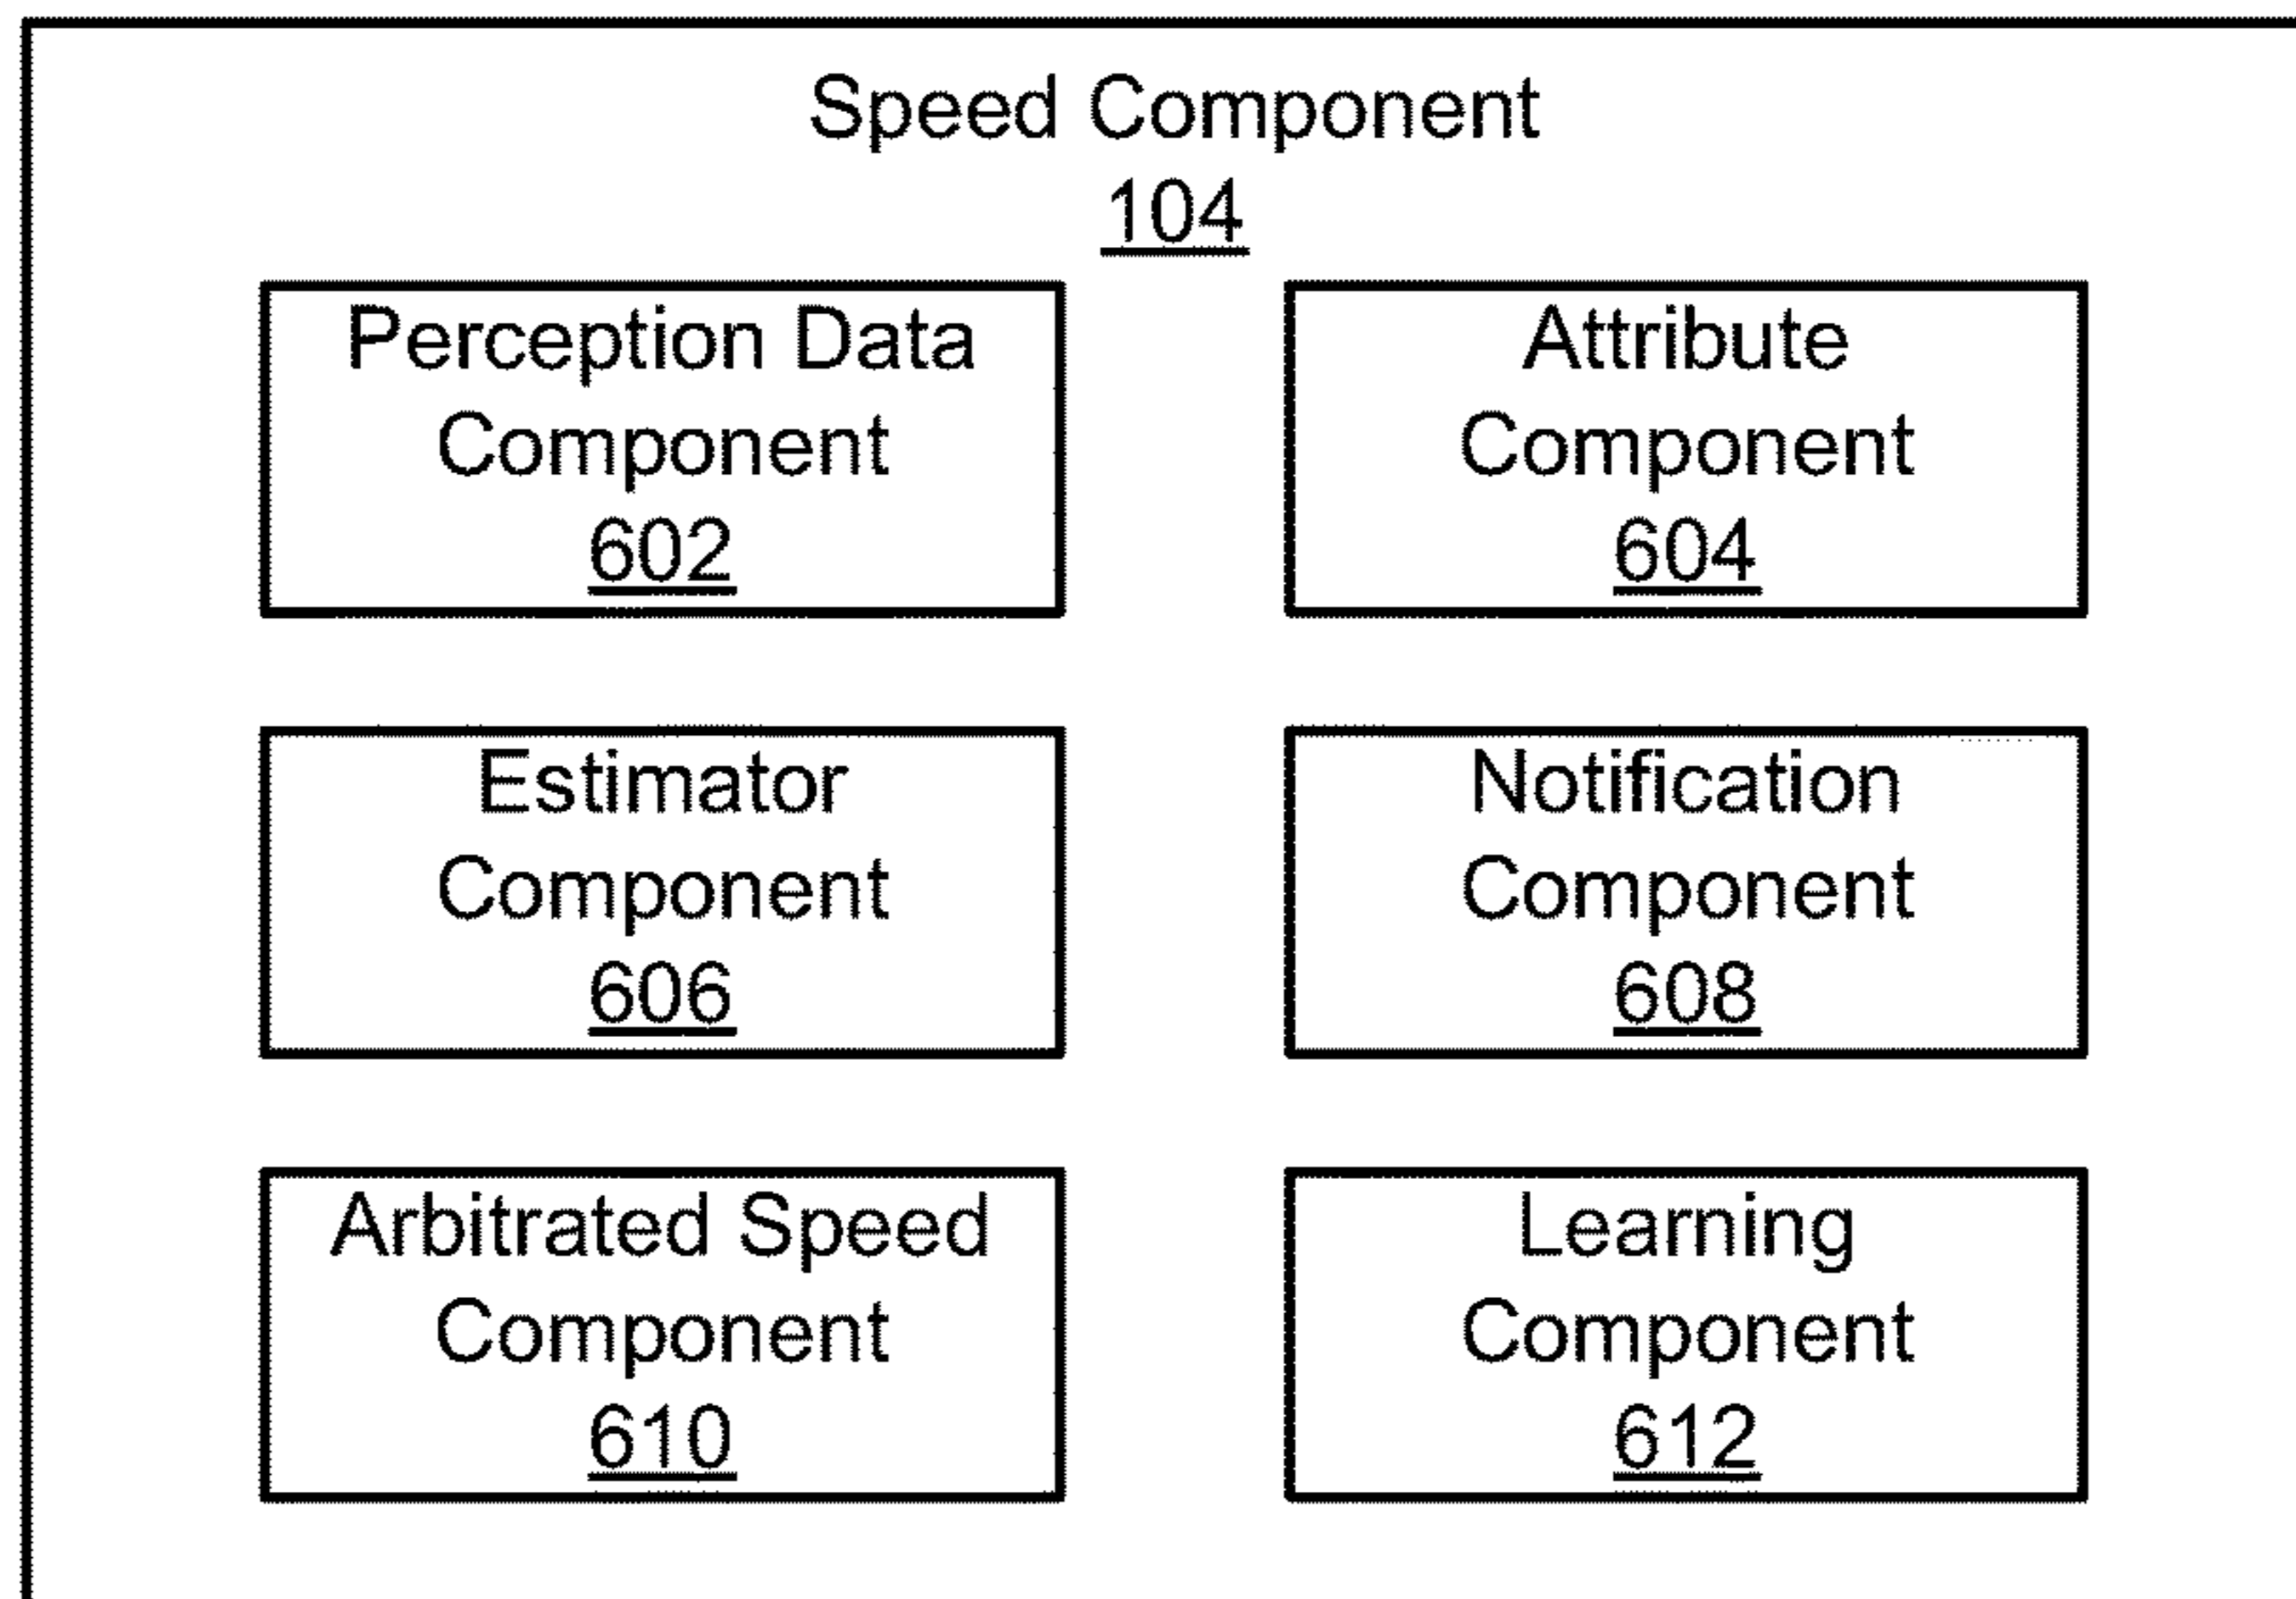 Speed Component
104
Perception Data
Component
602
Attribute
Component
604
Estimator
Component
606
Notification
Component
608
Arbitrated Speed
Component
610
Learning
Component
612